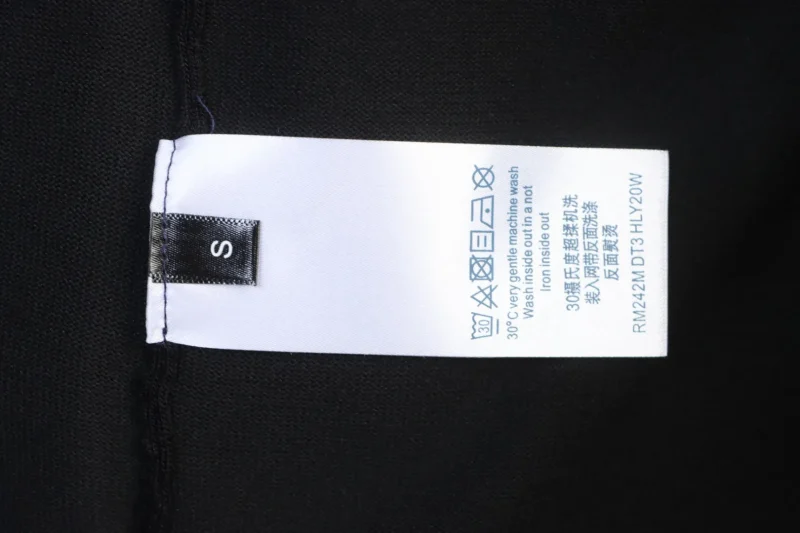 S
30
30°C very gentle machine wash
Wash inside out in a not
Iron inside out
30摄氏度超揉机洗
装入网带反面洗涤
反面熨烫
RM242M DT3 HLY20W